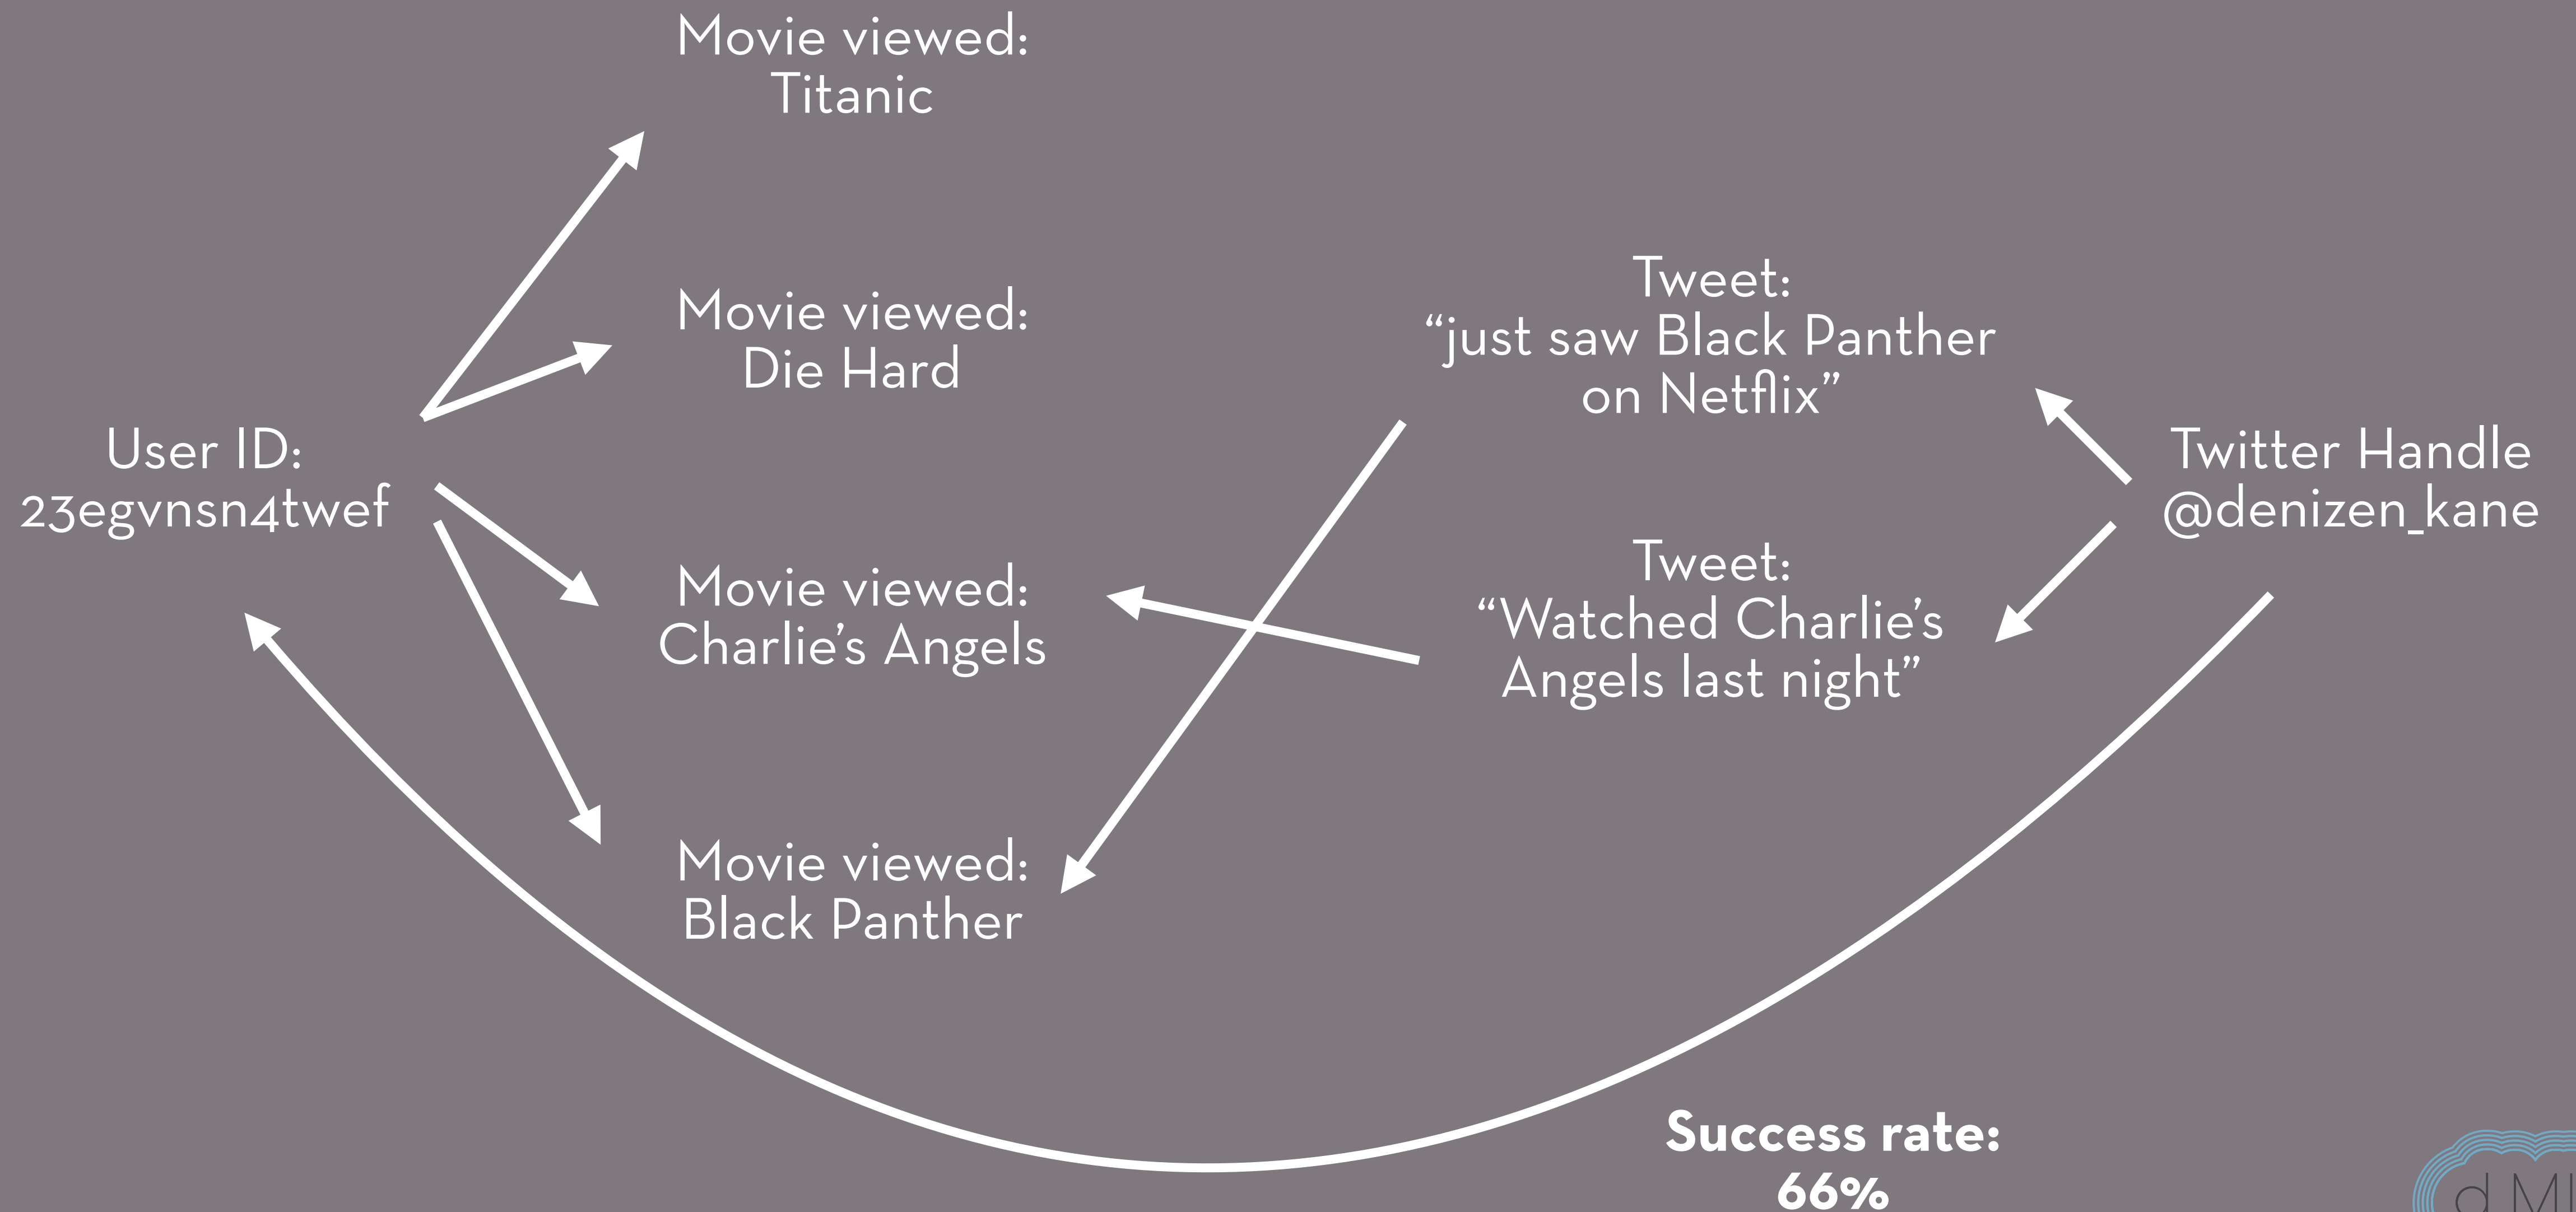 Movie viewed:
Titanic
Movie viewed:
Die Hard
User ID:
23egvnsn4twef
Movie viewed:
Charlie’s Angels
Movie viewed:
Black Panther
Tweet:
“just saw Black Panther
on Netflix”
Tweet:
“Watched Charlie’s
Angels last night”
Twitter Handle
@denizen_kane
Success rate:
66%